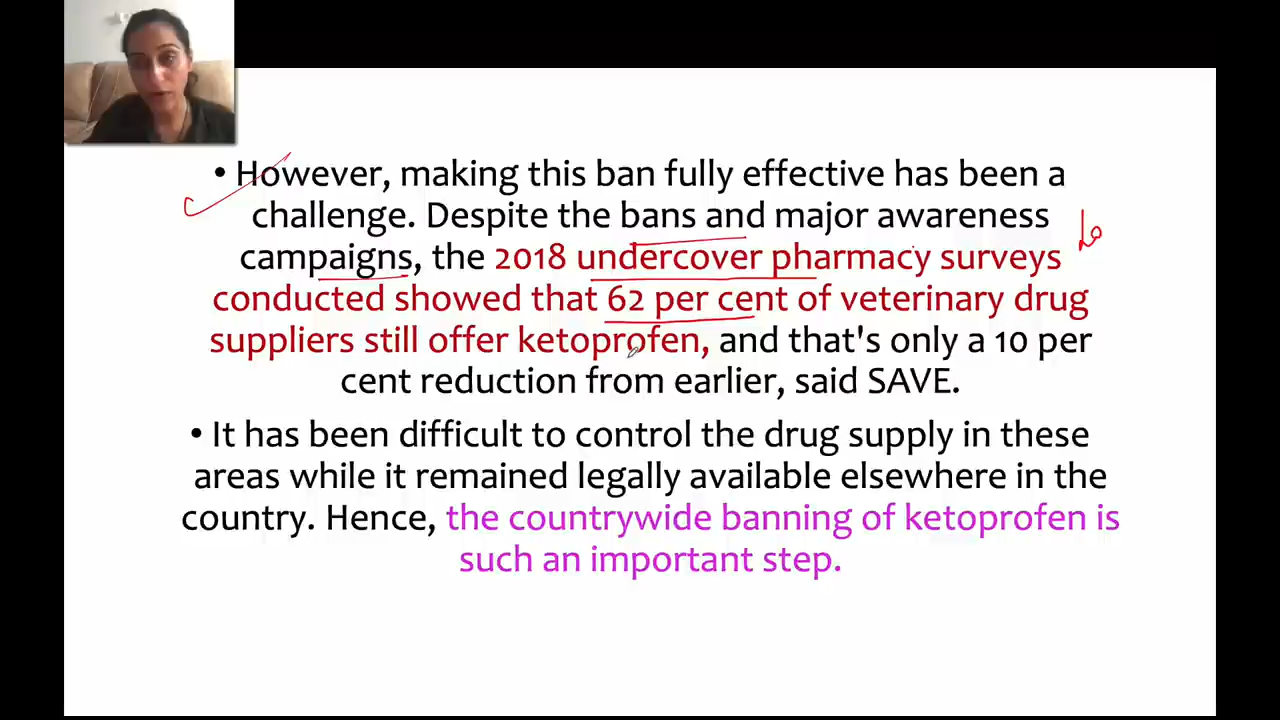 • However, making this ban fully effective has been a
challenge. Despite the bans and major awareness
campaigns, the 2018 undercover pharmacy surveys
conducted showed that 62 per cent of veterinary drug
suppliers still offer ketoprofen, and that's only a 10 per
cent reduction from earlier, said SAVE.
• It has been difficult to control the drug supply in these
areas while it remained legally available elsewhere in the
country. Hence, the countrywide banning of ketoprofen is
such an important step.